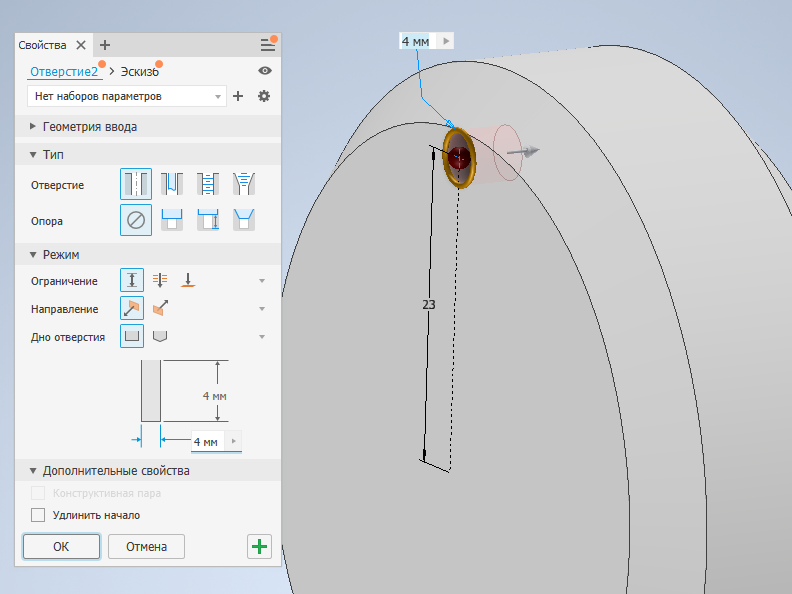 Свойства
Отверстие2 > Эскиз6
Нет наборов параметров
Геометрия ввода
Тип
Отверстие
Опора
Режим
Ограничение
Направление
Дно отверстия
4 мм
4 мм
Дополнительные свойства
Конструктивная пара
Удлинить начало
ОК
Отмена
4 мм
23